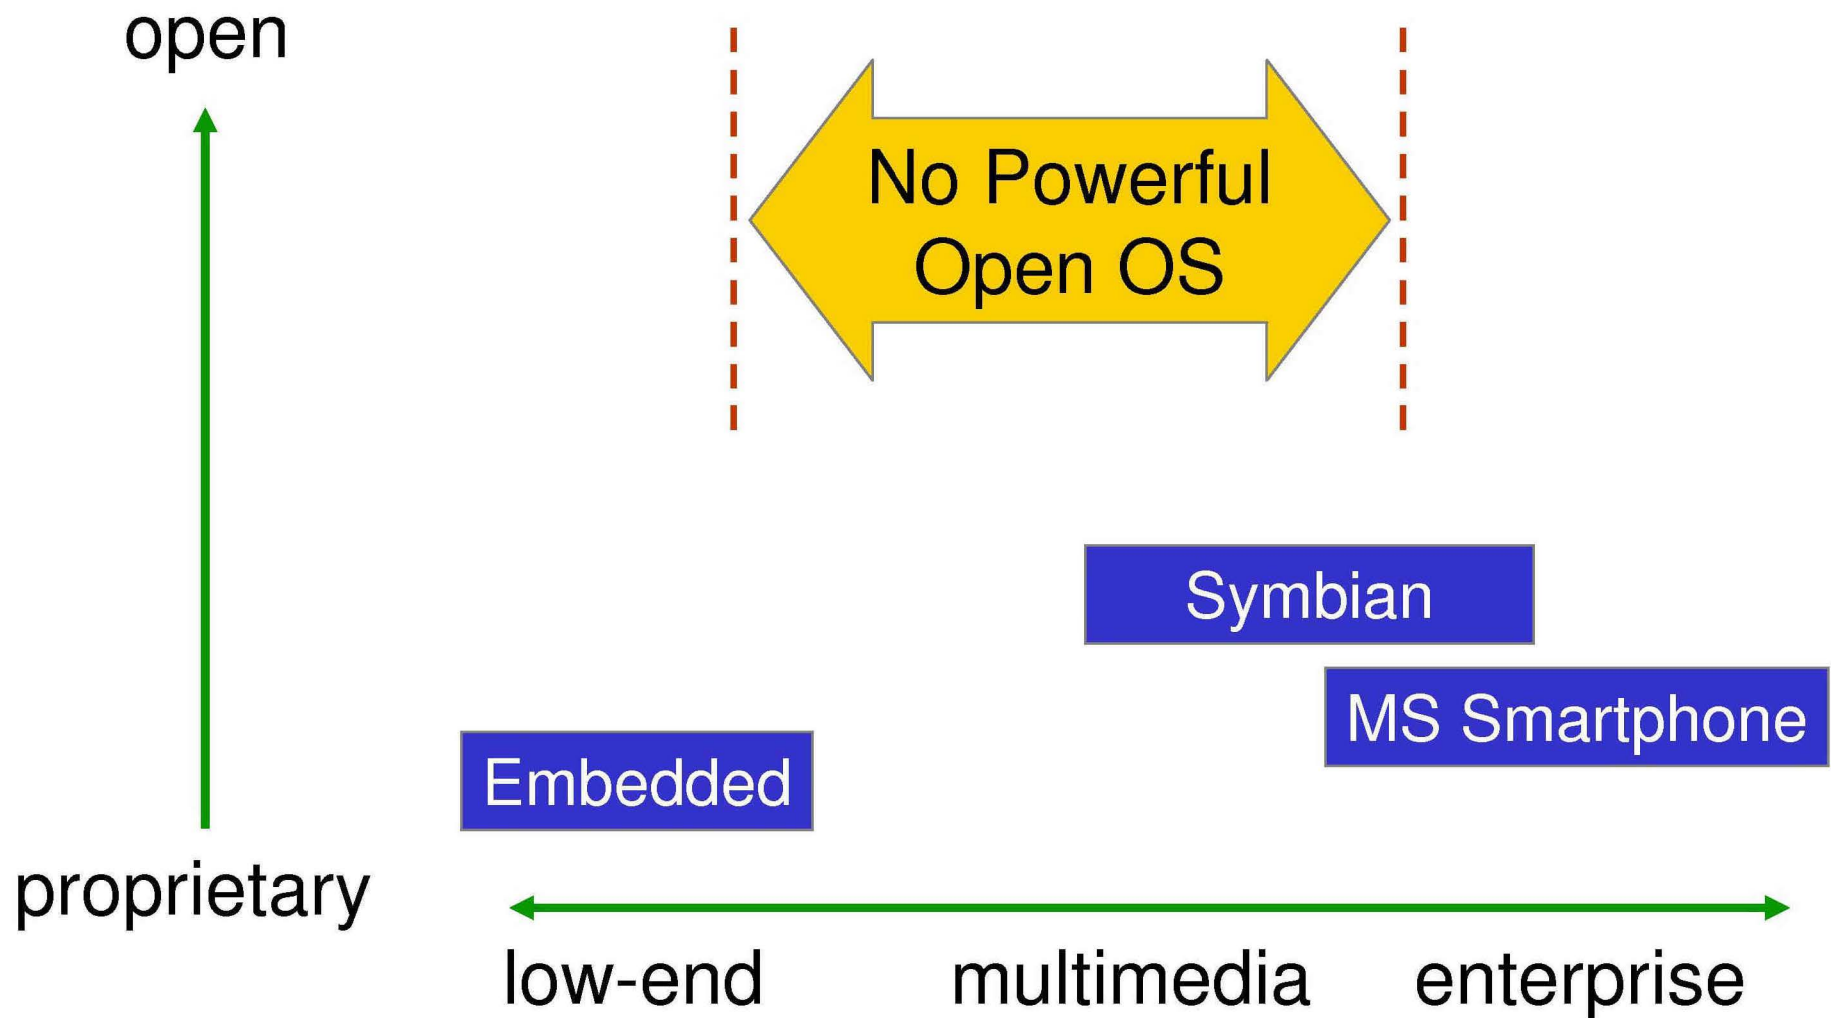 open
No Powerful
Open OS
Symbian
MS Smartphone
Embedded
proprietary
low-end
multimedia
enterprise